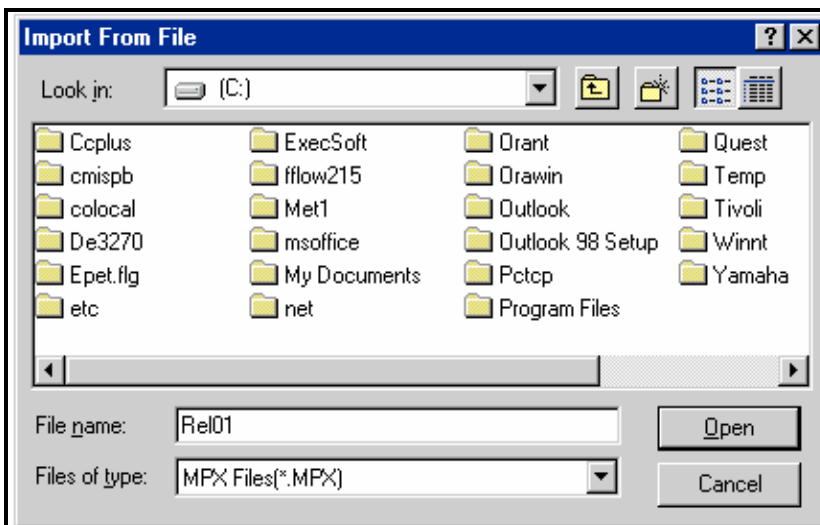 Import From File
Look in: (C:)
Ccplus ExecSoft Orant Quest
cmispb fflow215 Orawin Temp
colocal Met1 Outlook Tivoli
De3270 msoffice Outlook 98 Setup Winnt
Epet.flg My Documents Pctcp Yamaha
etc net Program Files
File name: Rel01 Open
Files of type: MPX Files(*.MPX) Cancel